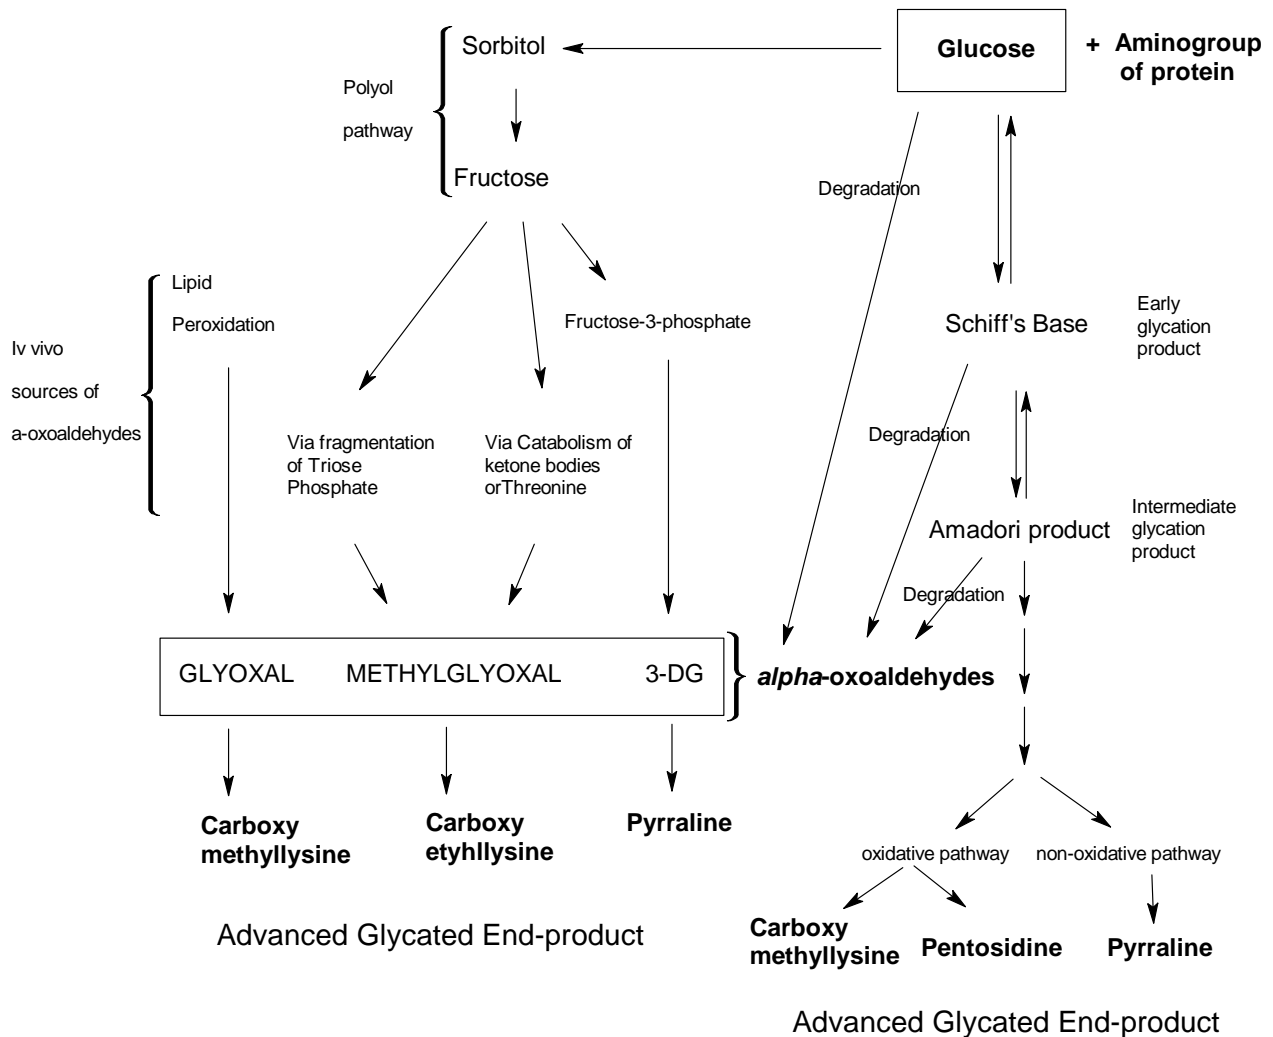 Sorbitol
Glucose
+ Aminogroup
of protein
Polyol
pathway
Fructose
Degradation
Lipid
Peroxidation
Fructose-3-phosphate
Schiff's Base
Early
glycation
product
Iv vivo
sources of
a-oxoaldehydes
Via fragmentation
of Triose
Phosphate
Via Catabolism of
ketone bodies
orThreonine
Degradation
Amadori product
Intermediate
glycation
product
Degradation
GLYOXAL
METHYLGLYOXAL
3-DG
alpha-oxoaldehydes
Carboxy
methyllysine
Carboxy
etyhllysine
Pyrraline
oxidative pathway
non-oxidative pathway
Carboxy
methyllysine
Pentosidine
Pyrraline
Advanced Glycated End-product
Advanced Glycated End-product